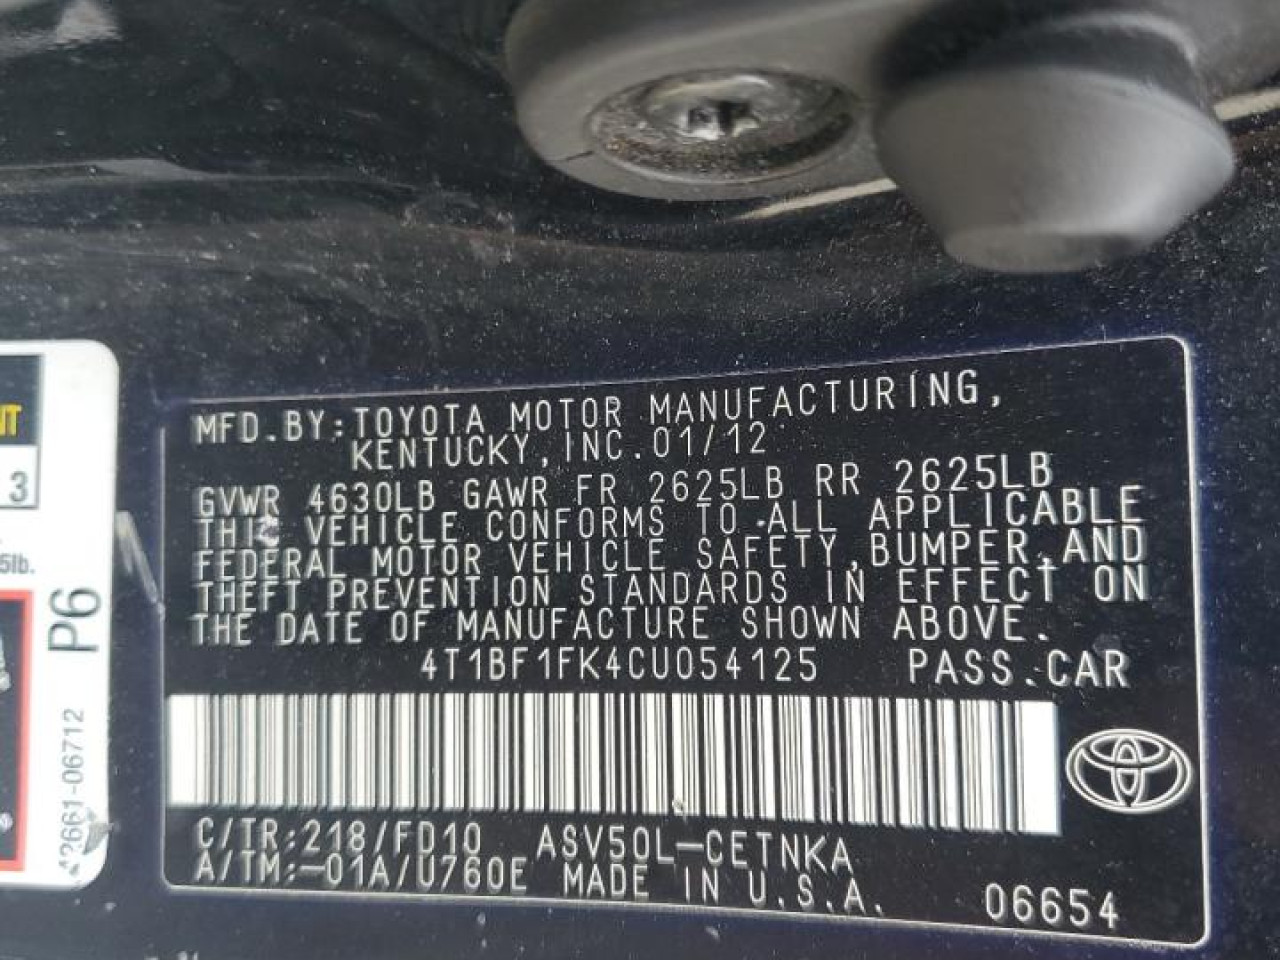 MFD.BY:TOYOTA MOTOR MANUFACTURING,
KENTUCKY,INC.01/12
GVWR 4630LB GAWR FR 2625LB RR 2625LB
THIS VEHICLE CONFORMS TO ALL APPLICABLE
FEDERAL MOTOR VEHICLE SAFETY,BUMPER,AND
THEFT PREVENTION STANDARDS IN EFFECT ON
THE DATE OF MANUFACTURE SHOWN ABOVE.
4T1BF1FK4CU054125 PASS.CAR
C/TR:218/FD10 ASV50L-CETNKA
A/TM:-01A/U760E MADE IN U.S.A.
06654
NT
3
5lb.
P6
42661-06712